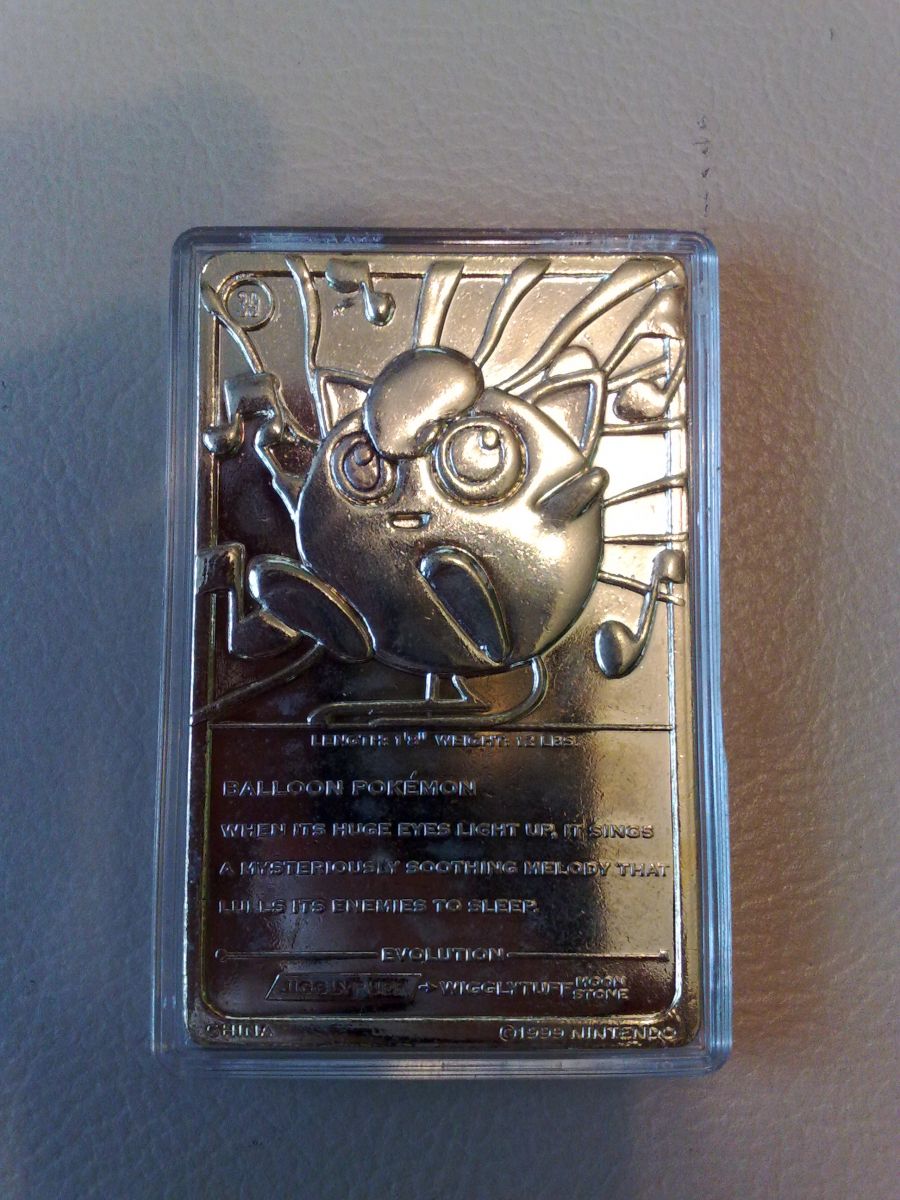 LENGTH: 1'8" WEIGHT: 12 LBS.
BALLOON POKÉMON
WHEN ITS HUGE EYES LIGHT UP, IT SINGS
A MYSTERIOUSLY SOOTHING MELODY THAT
LULLS ITS ENEMIES TO SLEEP.
EVOLUTION
JIGGLYPUFF → WIGGLYTUFF MOON STONE
CHINA ©1999 NINTENDO